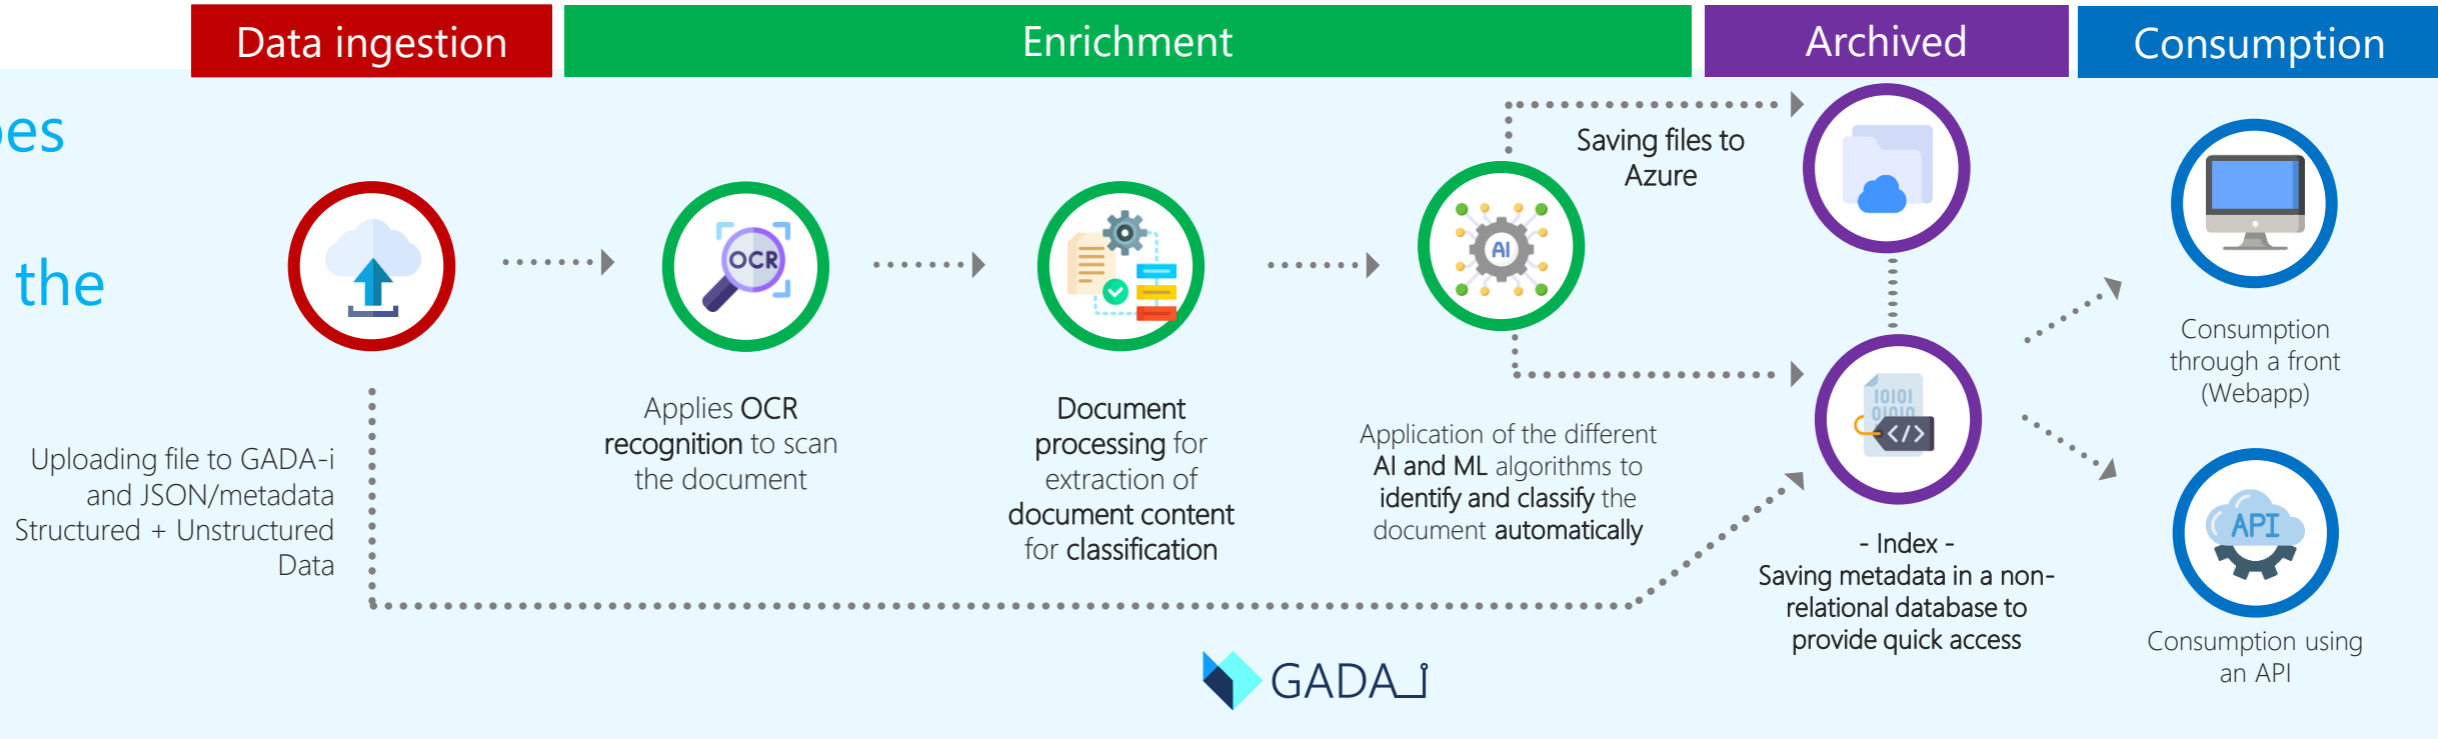 Data ingestion
Enrichment
Archived
Consumption
the
Uploading file to GADA-i
and JSON/metadata
Structured + Unstructured
Data
OCR
Applies OCR
recognition to scan
the document
Document
processing for
extraction of
document content
for classification
AI
Application of the different
AI and ML algorithms to
identify and classify the
document automatically
Saving files to
Azure
10101
01010
</>
- Index -
Saving metadata in a non-
relational database to
provide quick access
Consumption
through a front
(Webapp)
API
Consumption using
an API
GADA_i